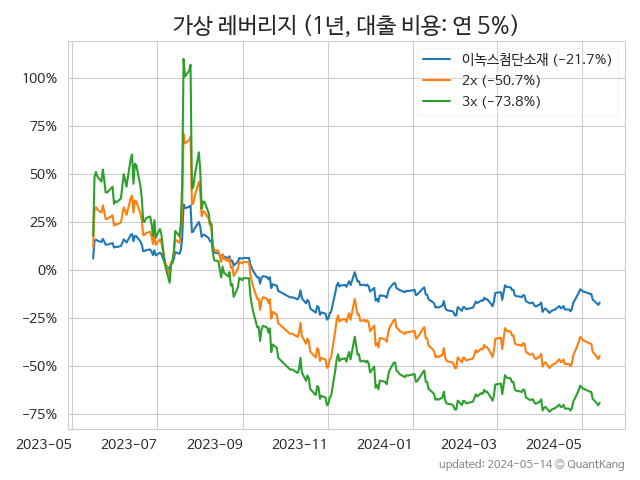 가상 레버리지 (1년, 대출 비용: 연 5%)
이녹스첨단소재 (−21.7%)
2x (−50.7%)
3x (−73.8%)
100%
75%
50%
25%
0%
−25%
−50%
−75%
2023-05 2023-07 2023-09 2023-11 2024-01 2024-03 2024-05
updated: 2024-05-14 © QuantKang